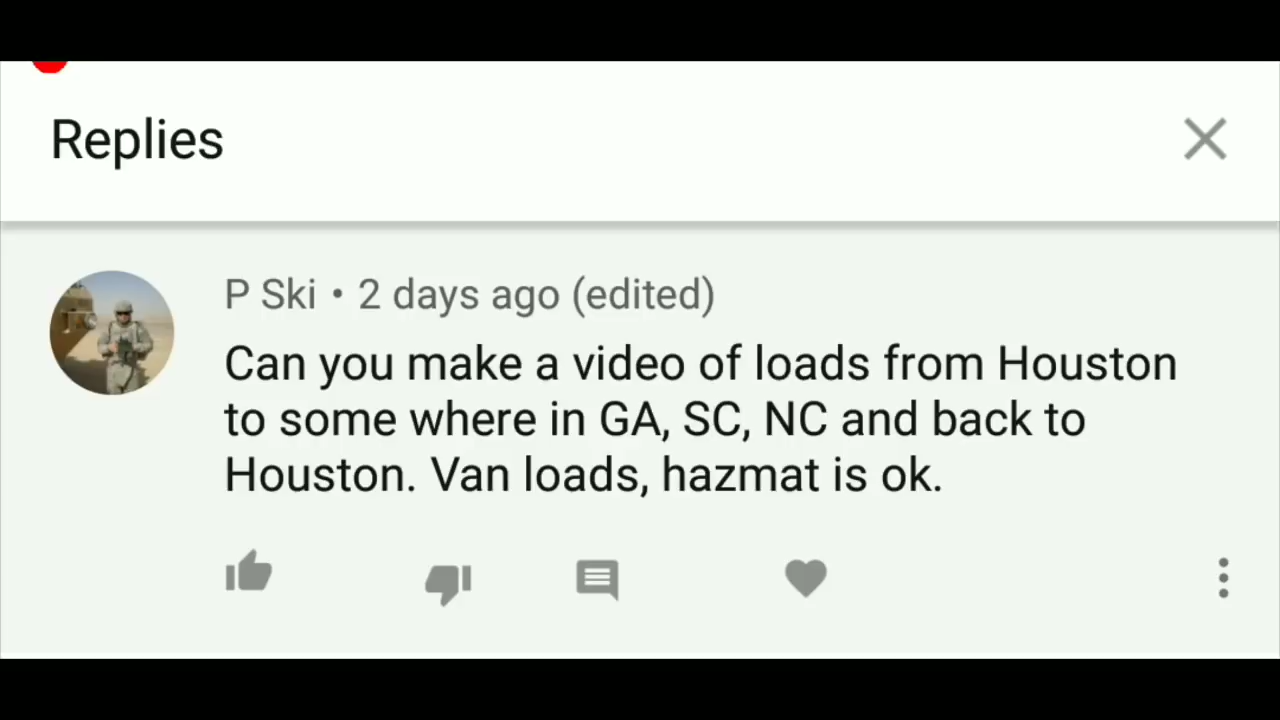 Replies
P Ski • 2 days ago (edited)
Can you make a video of loads from Houston
to some where in GA, SC, NC and back to
Houston. Van loads, hazmat is ok.